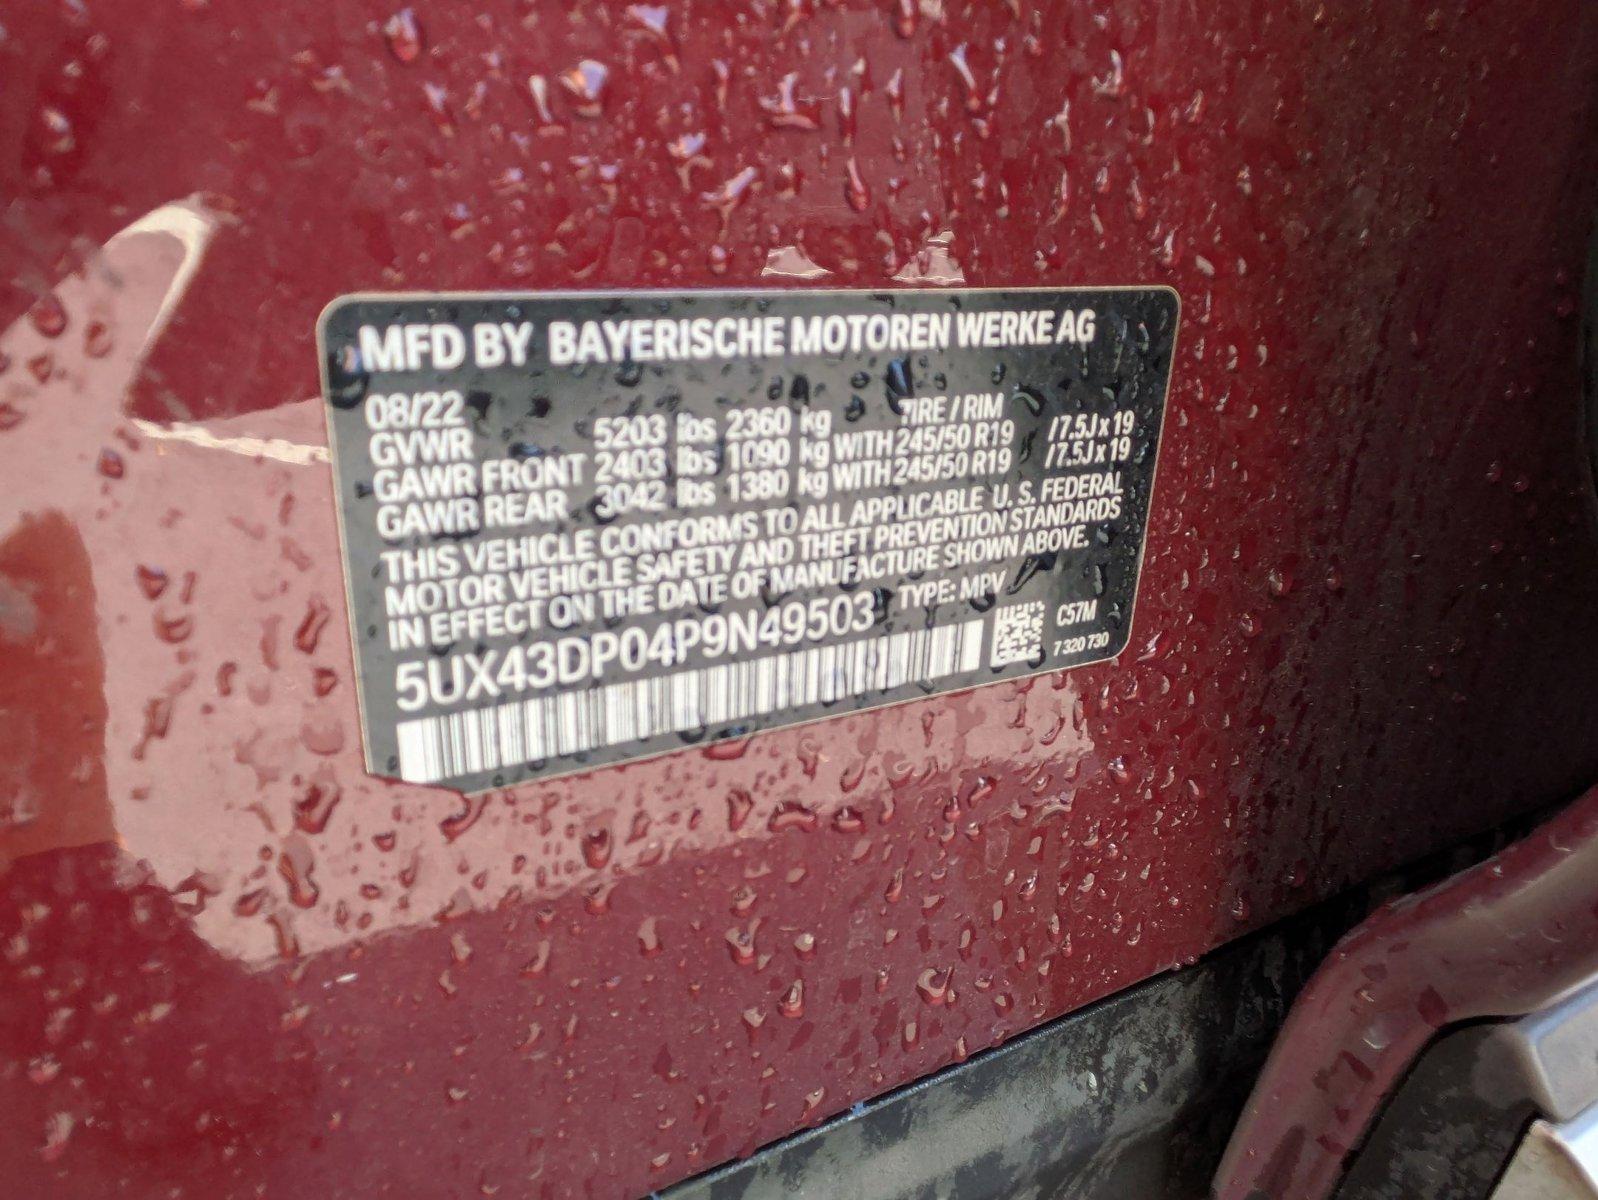 MFD BY BAYERISCHE MOTOREN WERKE AG
08/22 TIRE / RIM
GVWR 5203 lbs 2360 kg
GAWR FRONT 2403 lbs 1090 kg WITH 245/50 R19 / 7.5J x 19
GAWR REAR 3042 lbs 1380 kg WITH 245/50 R19 / 7.5J x 19
THIS VEHICLE CONFORMS TO ALL APPLICABLE U. S. FEDERAL
MOTOR VEHICLE SAFETY AND THEFT PREVENTION STANDARDS
IN EFFECT ON THE DATE OF MANUFACTURE SHOWN ABOVE.
5UX43DP04P9N49503 TYPE: MPV
C57M
7 320 730